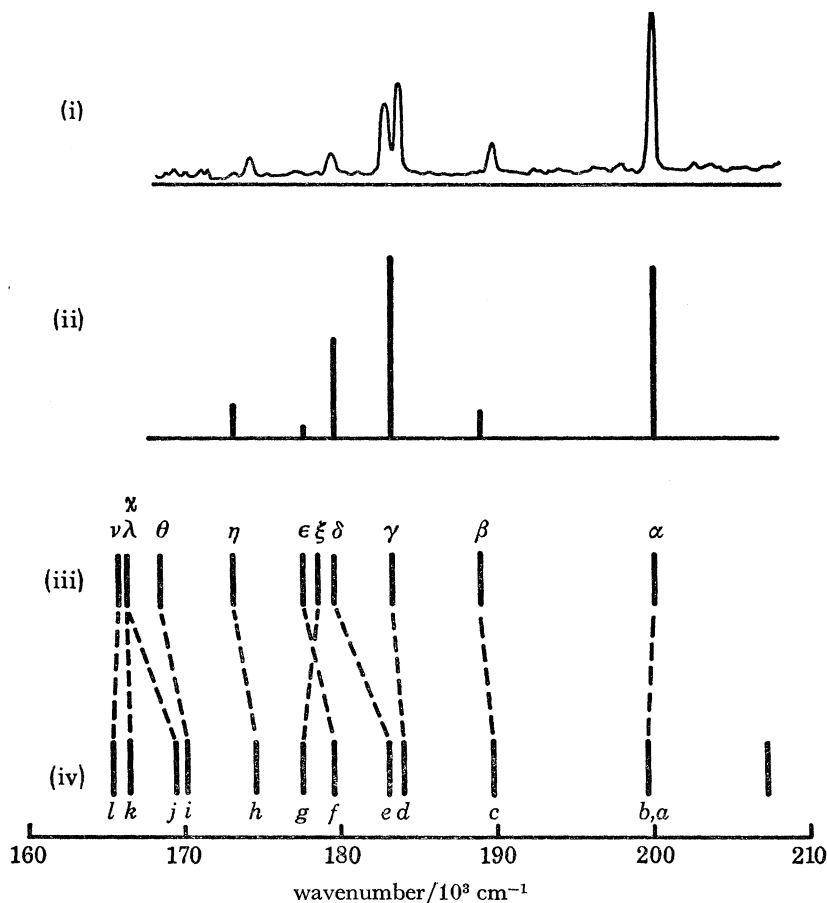 (i)
(ii)
ϰ
ν λ θ η ϵ ξ δ γ β α
(iii)
(iv)
l k j i h g f e d c b,a
160 170 180 190 200 210
wavenumber/10³ cm⁻¹